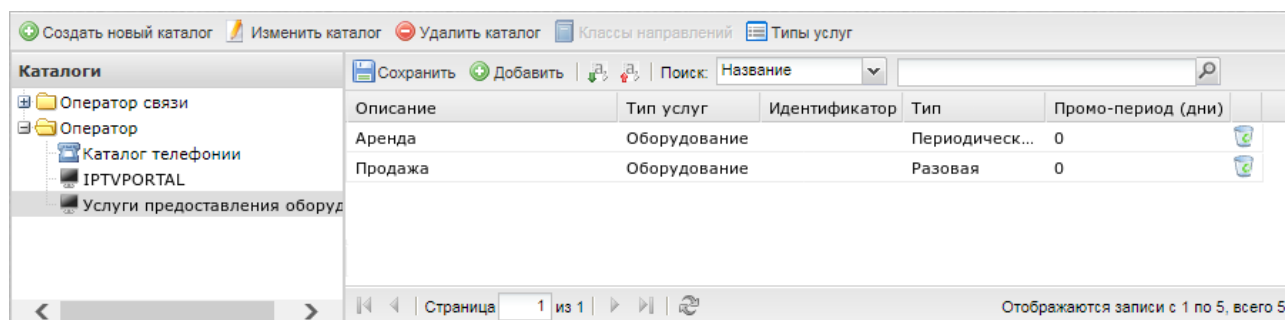 Создать новый каталог Изменить каталог Удалить каталог Классы направлений Типы услуг
Каталоги
Оператор связи
Оператор
Каталог телефонии
IPTVPORTAL
Услуги предоставления оборуд
Сохранить Добавить Поиск: Название
Описание Тип услуг Идентификатор Тип Промо-период (дни)
Аренда Оборудование Периодическ... 0
Продажа Оборудование Разовая 0
Страница 1 из 1 Отображаются записи с 1 по 5, всего 5